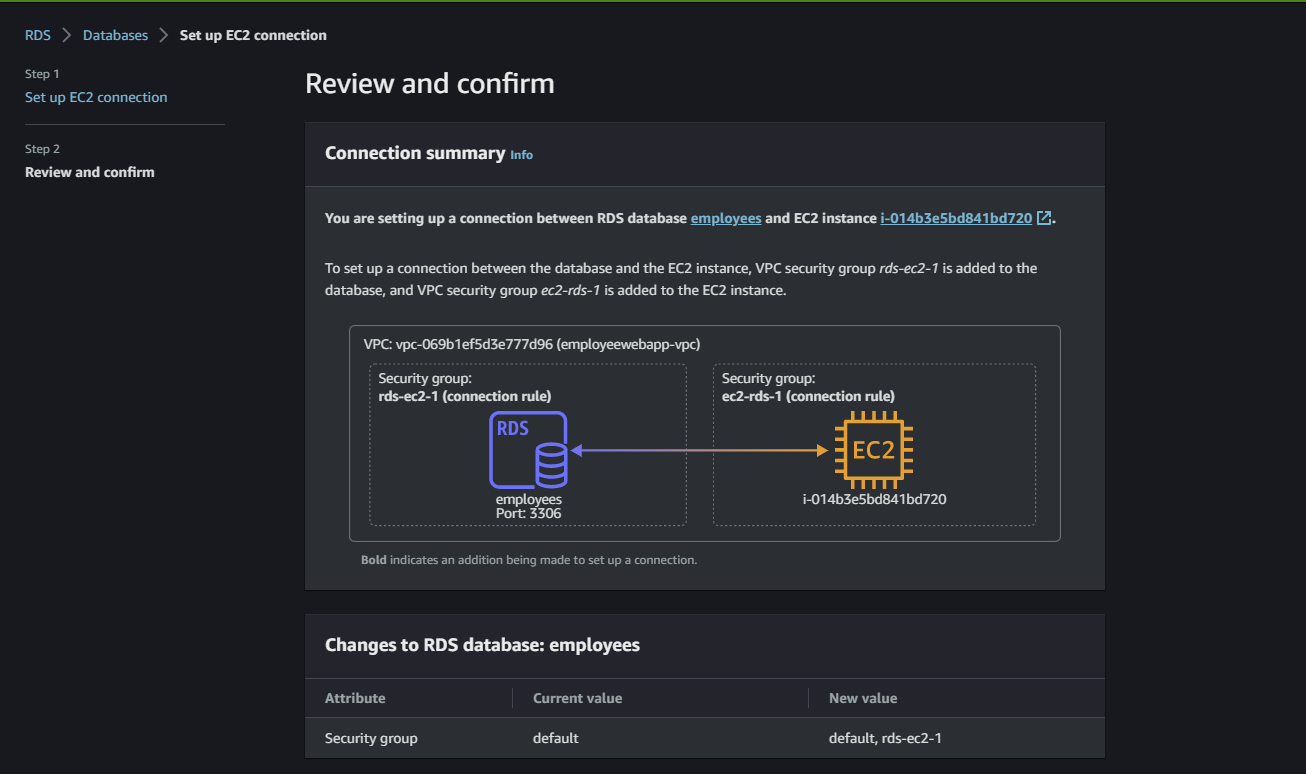 RDS > Databases > Set up EC2 connection
Step 1
Set up EC2 connection
Step 2
Review and confirm
Review and confirm
Connection summary Info
You are setting up a connection between RDS database employees and EC2 instance i-014b3e5bd841bd720.
To set up a connection between the database and the EC2 instance, VPC security group rds-ec2-1 is added to the
database, and VPC security group ec2-rds-1 is added to the EC2 instance.
VPC: vpc-069b1ef5d3e777d96 (employeewebapp-vpc)
Security group:
rds-ec2-1 (connection rule)
RDS
employees
Port: 3306
Security group:
ec2-rds-1 (connection rule)
EC2
i-014b3e5bd841bd720
Bold indicates an addition being made to set up a connection.
Changes to RDS database: employees
Attribute Current value New value
Security group default default, rds-ec2-1